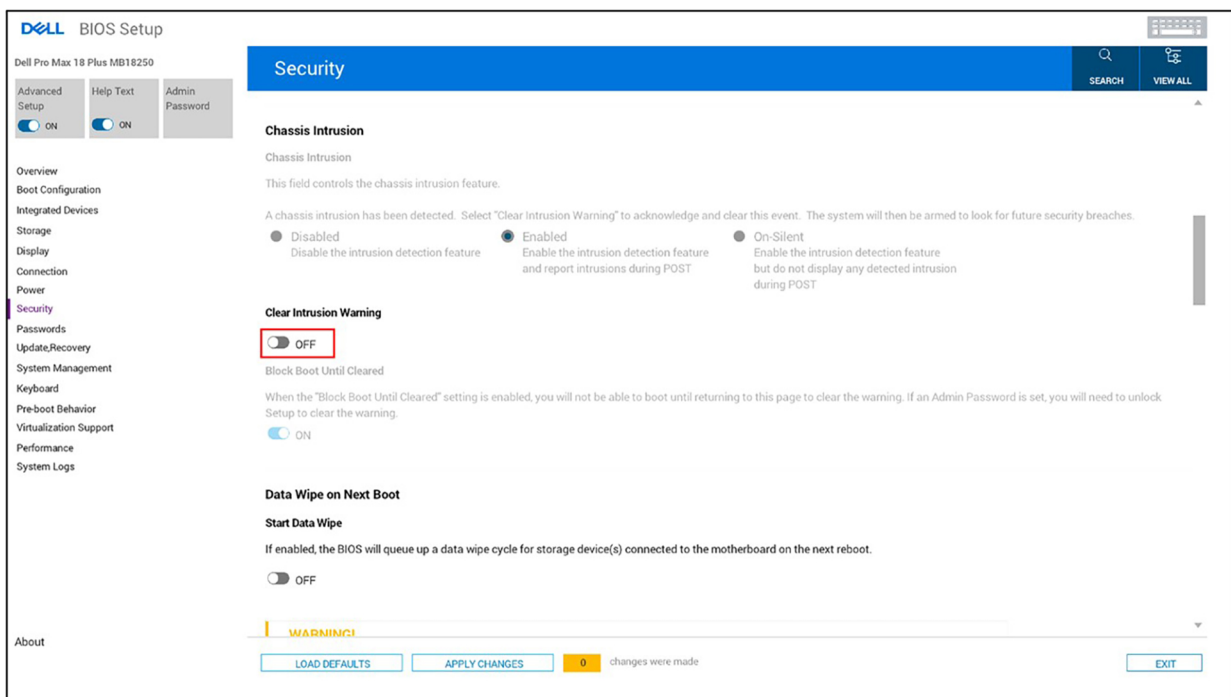 DELL BIOS Setup
Dell Pro Max 18 Plus MB18250
Advanced Setup
ON
Help Text
ON
Admin Password
Overview
Boot Configuration
Integrated Devices
Storage
Display
Connection
Power
Security
Passwords
Update,Recovery
System Management
Keyboard
Pre-boot Behavior
Virtualization Support
Performance
System Logs
About
Security
SEARCH
VIEW ALL
Chassis Intrusion
Chassis Intrusion
This field controls the chassis intrusion feature.
A chassis intrusion has been detected. Select "Clear Intrusion Warning" to acknowledge and clear this event. The system will then be armed to look for future security breaches.
Disabled
Disable the intrusion detection feature
Enabled
Enable the intrusion detection feature
and report intrusions during POST
On-Silent
Enable the intrusion detection feature
but do not display any detected intrusion
during POST
Clear Intrusion Warning
OFF
Block Boot Until Cleared
When the "Block Boot Until Cleared" setting is enabled, you will not be able to boot until returning to this page to clear the warning. If an Admin Password is set, you will need to unlock
Setup to clear the warning.
ON
Data Wipe on Next Boot
Start Data Wipe
If enabled, the BIOS will queue up a data wipe cycle for storage device(s) connected to the motherboard on the next reboot.
OFF
WARNING!
LOAD DEFAULTS
APPLY CHANGES
0 changes were made
EXIT